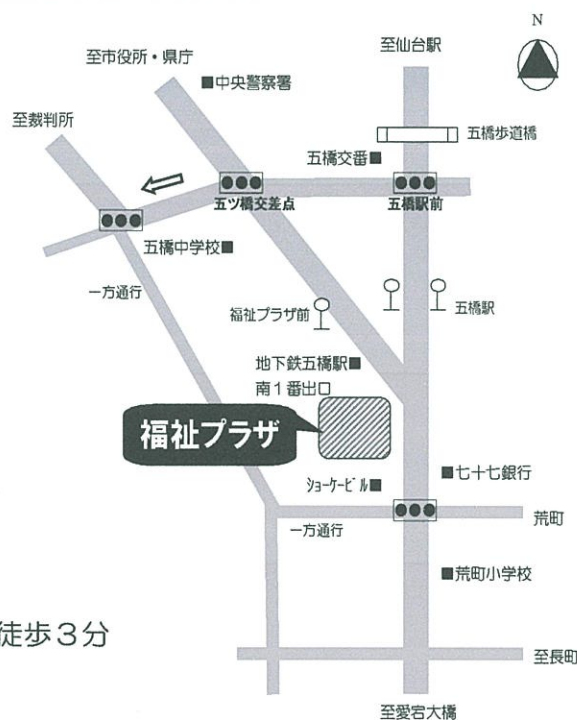 N
至仙台駅
至市役所・県庁
■中央警察署
至裁判所
五橋歩道橋
五橋交番■
五ツ橋交差点
五橋駅前
五橋中学校■
一方通行
福祉プラザ前
五橋駅
地下鉄五橋駅■
南１番出口
福祉プラザ
ショーケービル■
■七十七銀行
一方通行
荒町
■荒町小学校
徒歩３分
至長町
至愛宕大橋